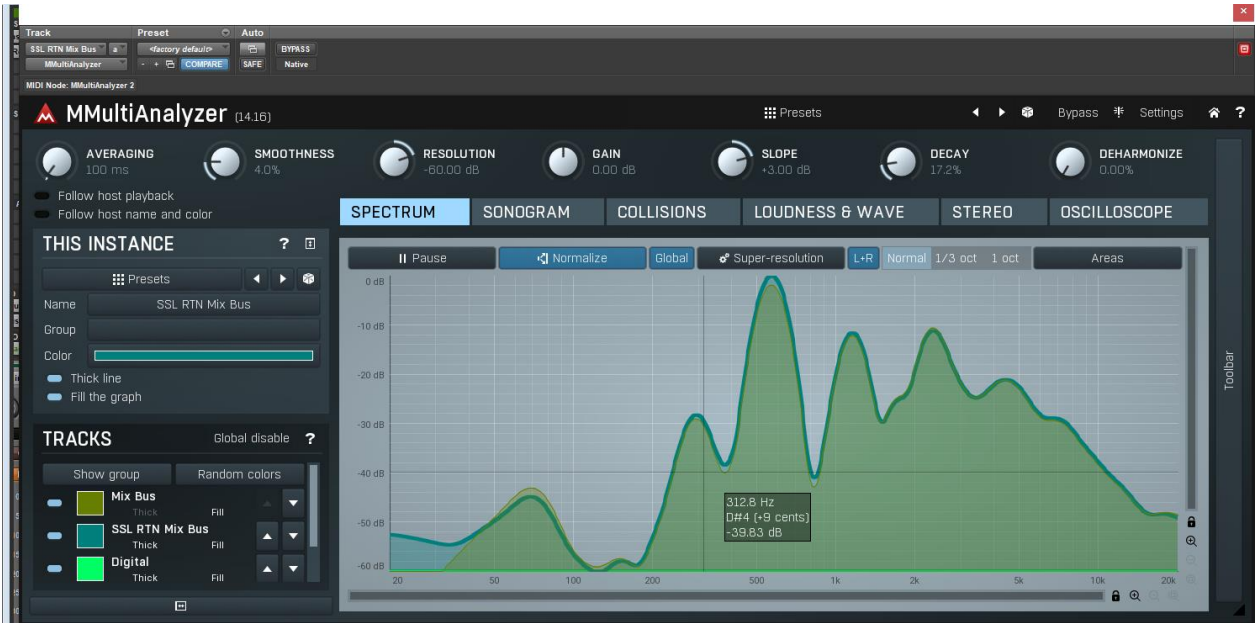 Track Preset Auto
SSL RTN Mix Bus a <factory default> BYPASS
MMultiAnalyzer - + COMPARE SAFE Native
MIDI Node: MMultiAnalyzer 2
MMultiAnalyzer (14.16) Presets Bypass Settings ?
AVERAGING SMOOTHNESS RESOLUTION GAIN SLOPE DECAY DEHARMONIZE
100 ms 4.0% -60.00 dB 0.00 dB +3.00 dB 17.2% 0.00%
Follow host playback
Follow host name and color
SPECTRUM SONOGRAM COLLISIONS LOUDNESS & WAVE STEREO OSCILLOSCOPE
THIS INSTANCE ?
Presets
Name SSL RTN Mix Bus
Group
Color
Thick line
Fill the graph
TRACKS Global disable ?
Show group Random colors
Mix Bus
Thick Fill
SSL RTN Mix Bus
Thick Fill
Digital
Thick Fill
Pause Normalize Global Super-resolution L+R Normal 1/3 oct 1 oct Areas
0 dB
-10 dB
-20 dB
-30 dB
-40 dB
-50 dB
-60 dB
312.8 Hz
D#4 (+9 cents)
-39.83 dB
20 50 100 200 500 1k 2k 5k 10k 20k
Toolbar